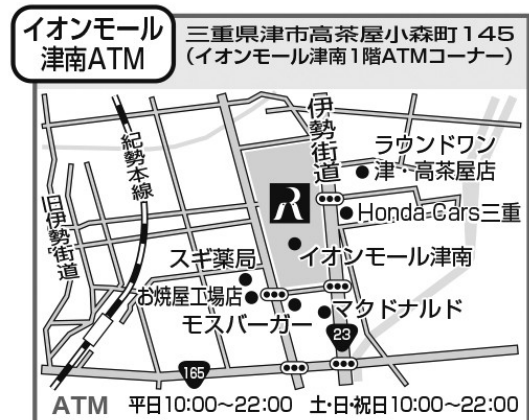 イオンモール
津南ATM
三重県津市高茶屋小森町145
(イオンモール津南1階ATMコーナー)
伊勢街道
紀勢本線
旧伊勢街道
ラウンドワン
津・高茶屋店
R
Honda Cars三重
イオンモール津南
スギ薬局
お焼屋工場店
モスバーガー
マクドナルド
23
165
ATM 平日10:00〜22:00 土・日・祝日10:00〜22:00